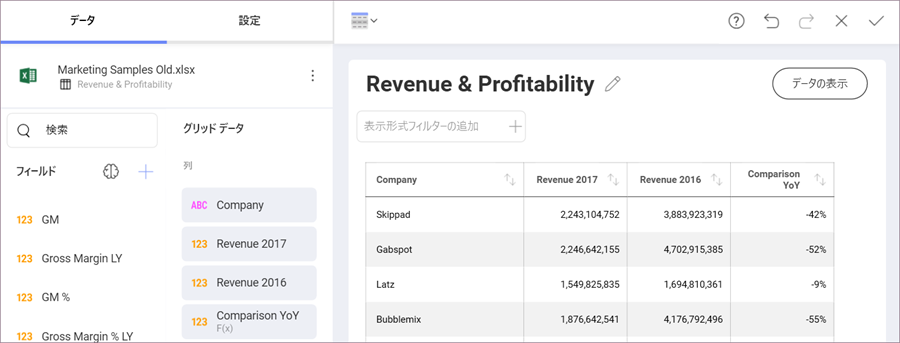 データ
設定
Marketing Samples Old.xlsx
Revenue & Profitability
検索
フィールド
123 GM
123 Gross Margin LY
123 GM %
123 Gross Margin % LY
グリッド データ
列
ABC Company
123 Revenue 2017
123 Revenue 2016
123 Comparison YoY
F(x)
Revenue & Profitability
データの表示
表示形式フィルターの追加
Company Revenue 2017 Revenue 2016 Comparison YoY
Skippad 2,243,104,752 3,883,923,319 -42%
Gabspot 2,246,642,155 4,702,915,385 -52%
Latz 1,549,825,835 1,694,810,361 -9%
Bubblemix 1,876,642,541 4,176,792,496 -55%